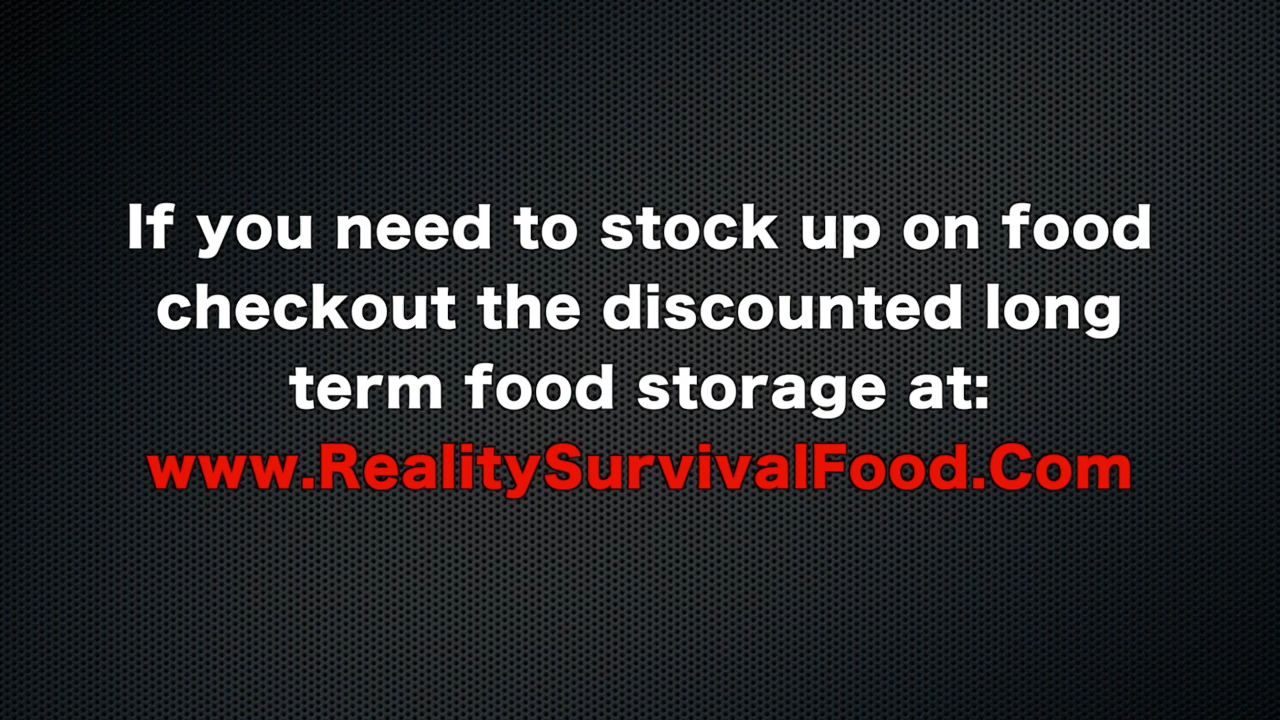 If you need to stock up on food
checkout the discounted long
term food storage at:
www.RealitySurvivalFood.Com